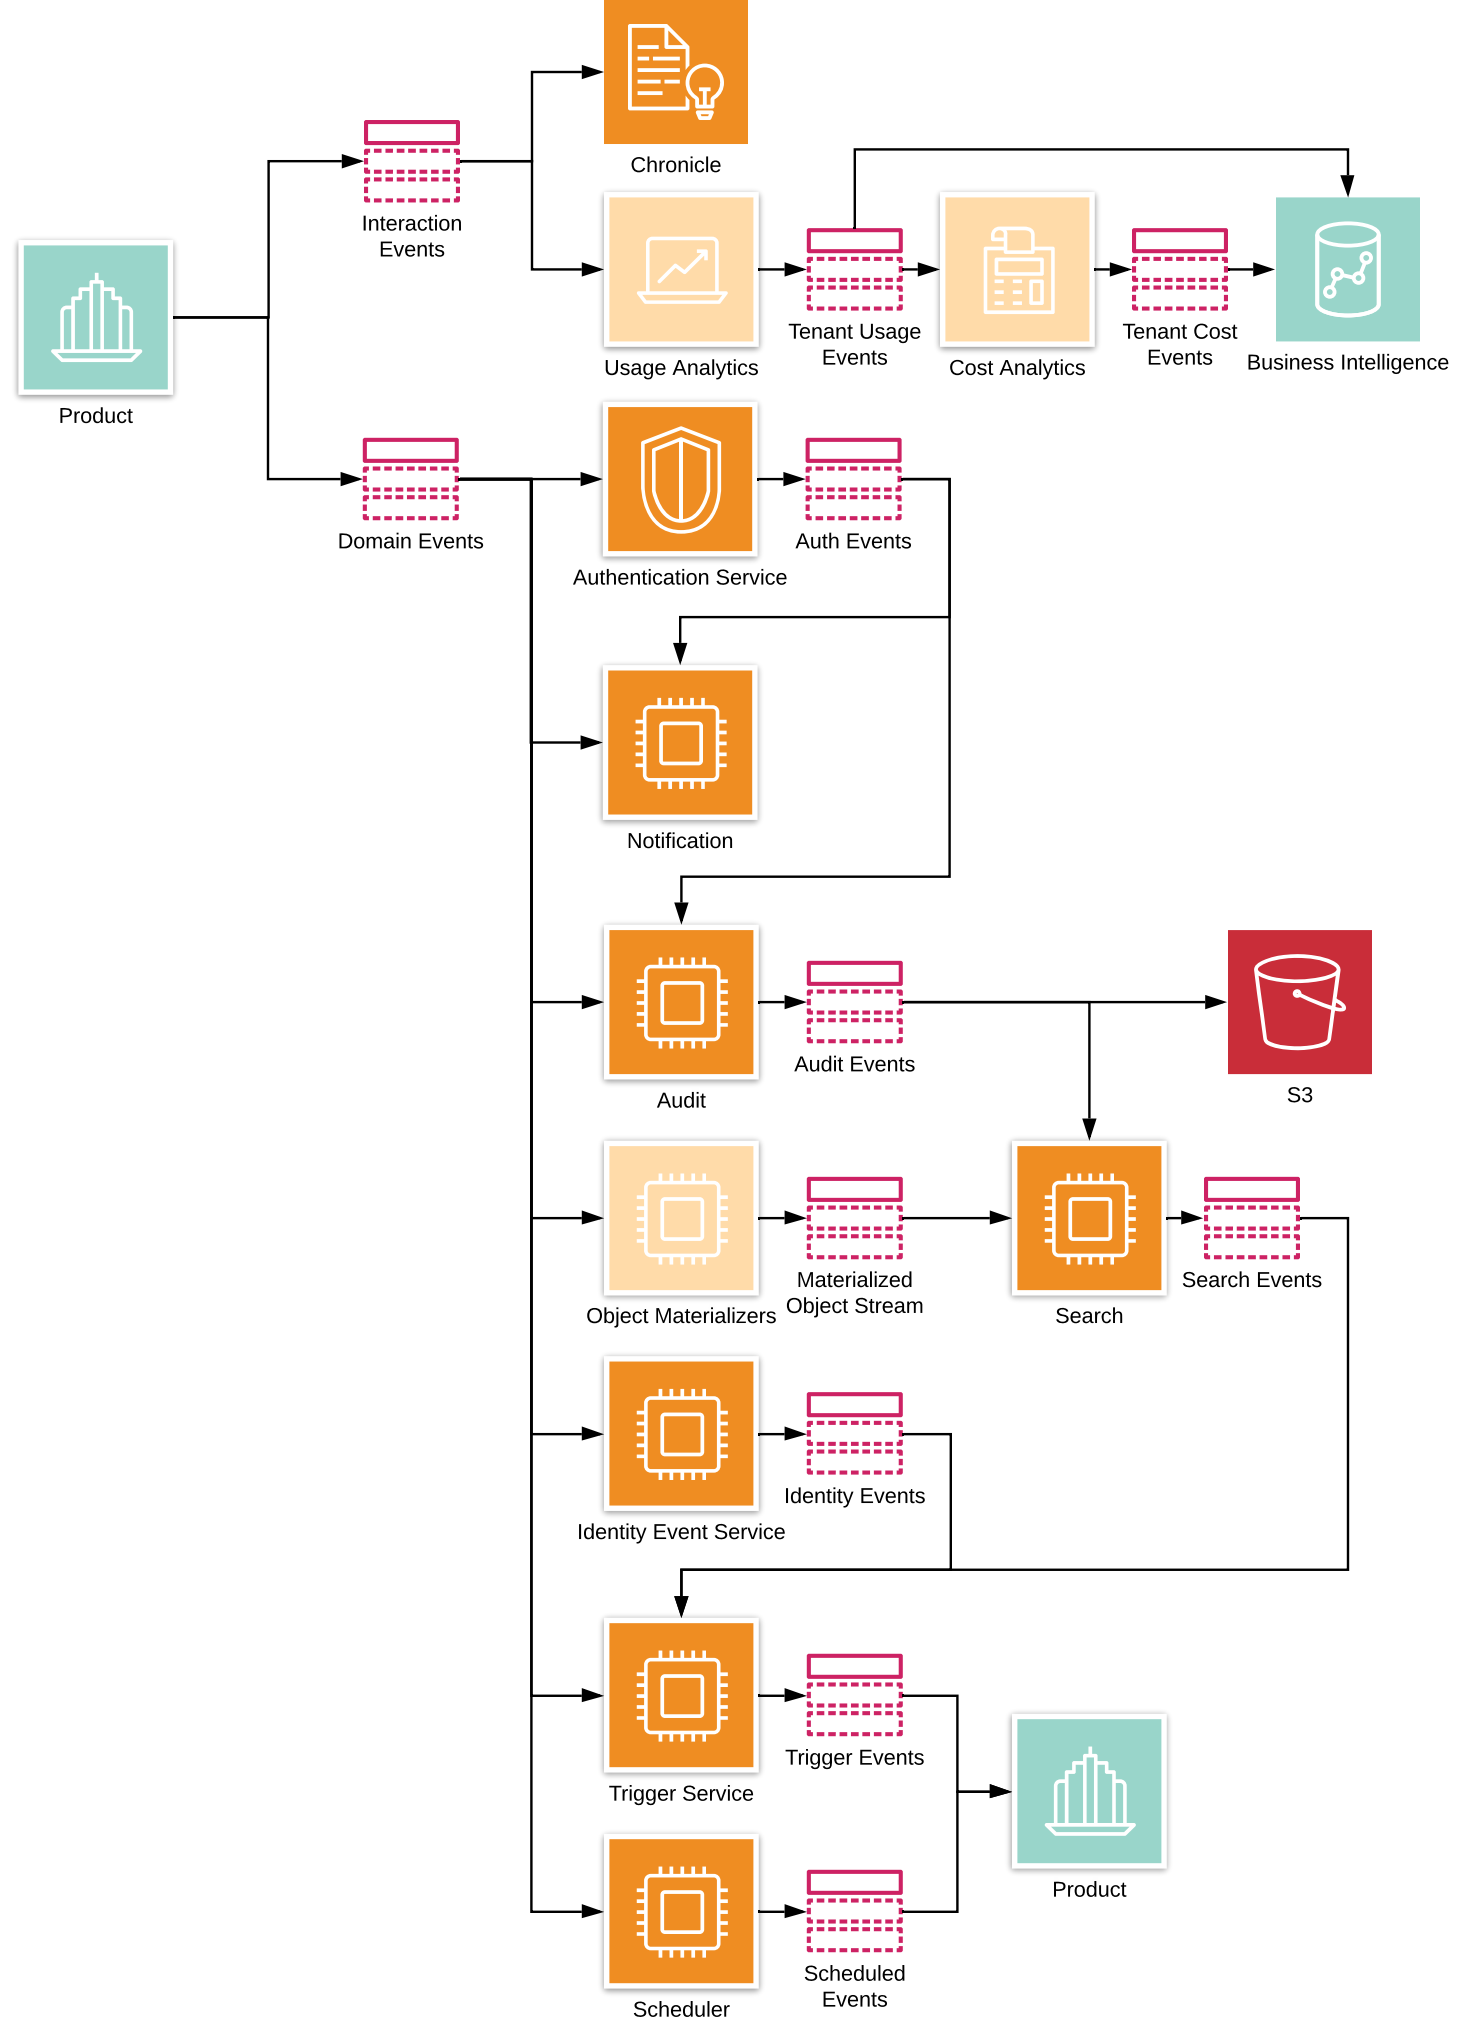 Chronicle
Interaction
Events
Product
Usage Analytics
Tenant Usage
Events
Cost Analytics
Tenant Cost
Events
Business Intelligence
Domain Events
Authentication Service
Auth Events
Notification
Audit
Audit Events
S3
Object Materializers
Materialized
Object Stream
Search
Search Events
Identity Event Service
Identity Events
Trigger Service
Trigger Events
Product
Scheduler
Scheduled
Events